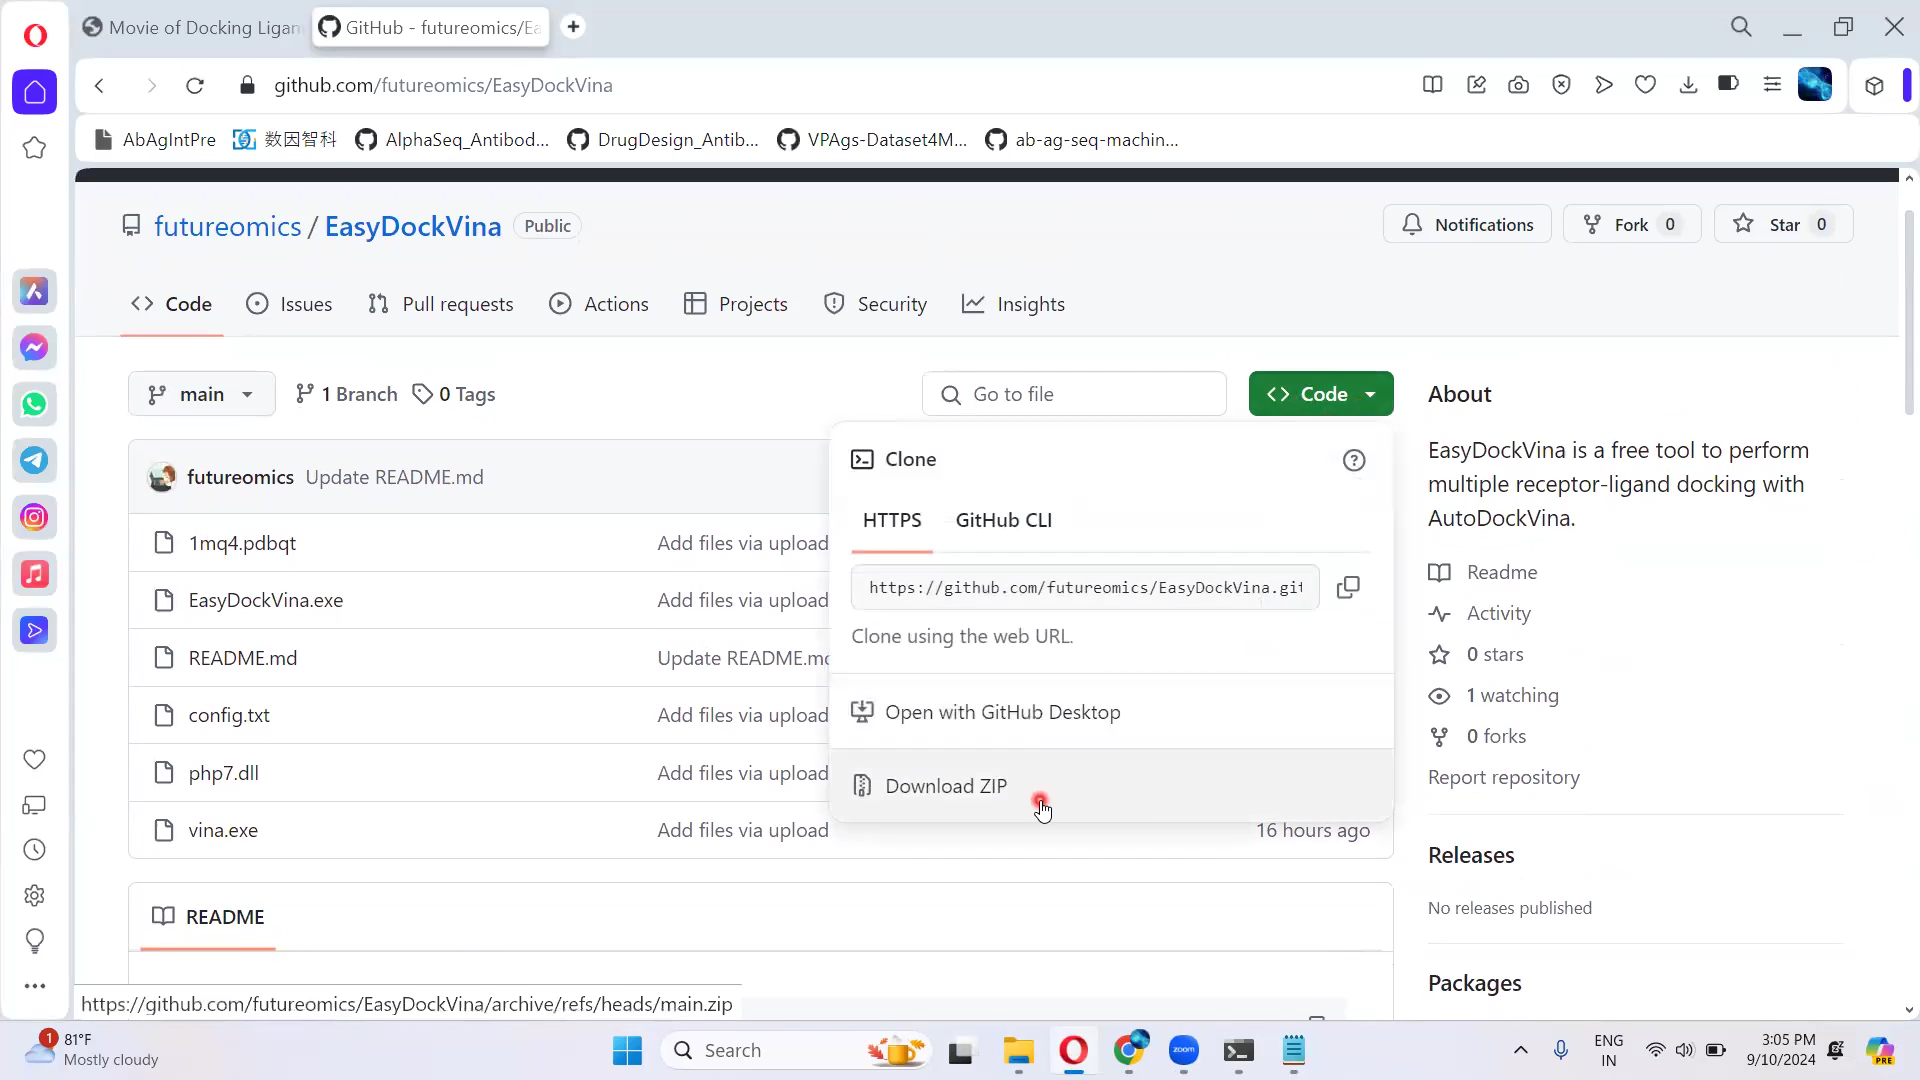 Movie of Docking Ligan
GitHub - futureomics/Ea
github.com/futureomics/EasyDockVina
AbAgIntPre
数因智科
AlphaSeq_Antibod...
DrugDesign_Antib...
VPAgs-Dataset4M...
ab-ag-seq-machin...
futureomics / EasyDockVina
Public
Notifications
Fork 0
Star 0
Code
Issues
Pull requests
Actions
Projects
Security
Insights
main
1 Branch
0 Tags
Go to file
Code
futureomics Update README.md
1mq4.pdbqt Add files via upload
EasyDockVina.exe Add files via upload
README.md Update README.md
config.txt Add files via upload
php7.dll Add files via upload
vina.exe Add files via upload 16 hours ago
Clone
HTTPS GitHub CLI
https://github.com/futureomics/EasyDockVina.git
Clone using the web URL.
Open with GitHub Desktop
Download ZIP
README
About
EasyDockVina is a free tool to perform
multiple receptor-ligand docking with
AutoDockVina.
Readme
Activity
0 stars
1 watching
0 forks
Report repository
Releases
No releases published
Packages
https://github.com/futureomics/EasyDockVina/archive/refs/heads/main.zip
1
81°F
Mostly cloudy
Search
zoom
ENG
IN
3:05 PM
9/10/2024
PRE